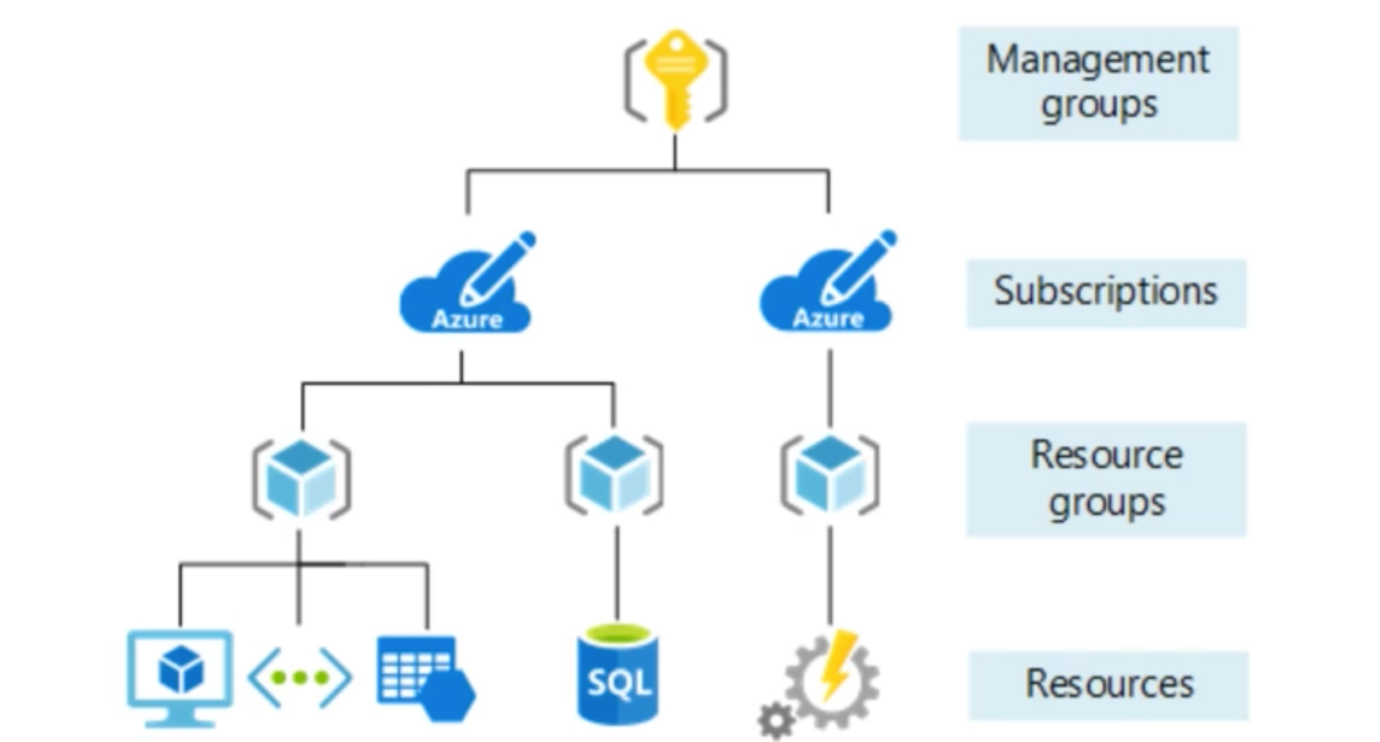 Management
groups
Azure
Azure
Subscriptions
Resource
groups
SQL
Resources